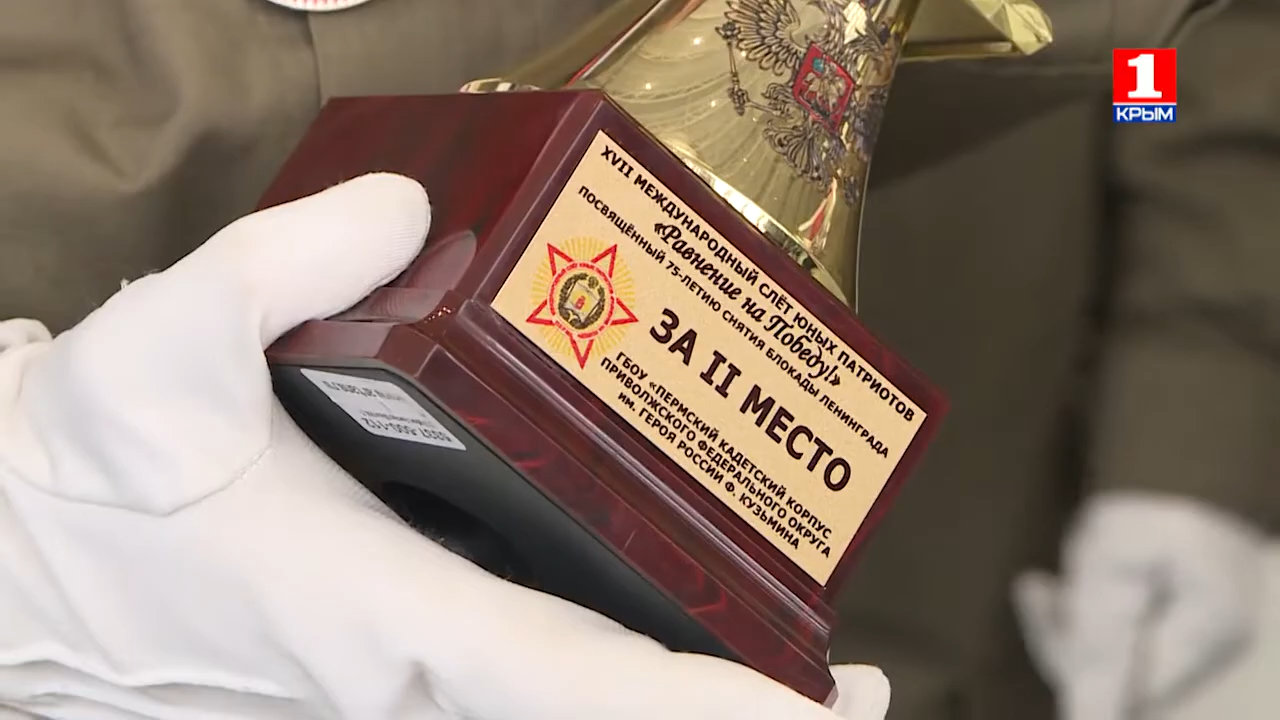 1
КРЫМ
XVII МЕЖДУНАРОДНЫЙ СЛЁТ ЮНЫХ ПАТРИОТОВ
«Равнение на Победу!»
ПОСВЯЩЁННЫЙ 75-ЛЕТИЮ СНЯТИЯ БЛОКАДЫ ЛЕНИНГРАДА
ЗА II МЕСТО
ГБОУ «ПЕРМСКИЙ КАДЕТСКИЙ КОРПУС
ПРИВОЛЖСКОГО ФЕДЕРАЛЬНОГО ОКРУГА
им. ГЕРОЯ РОССИИ Ф. КУЗЬМИНА